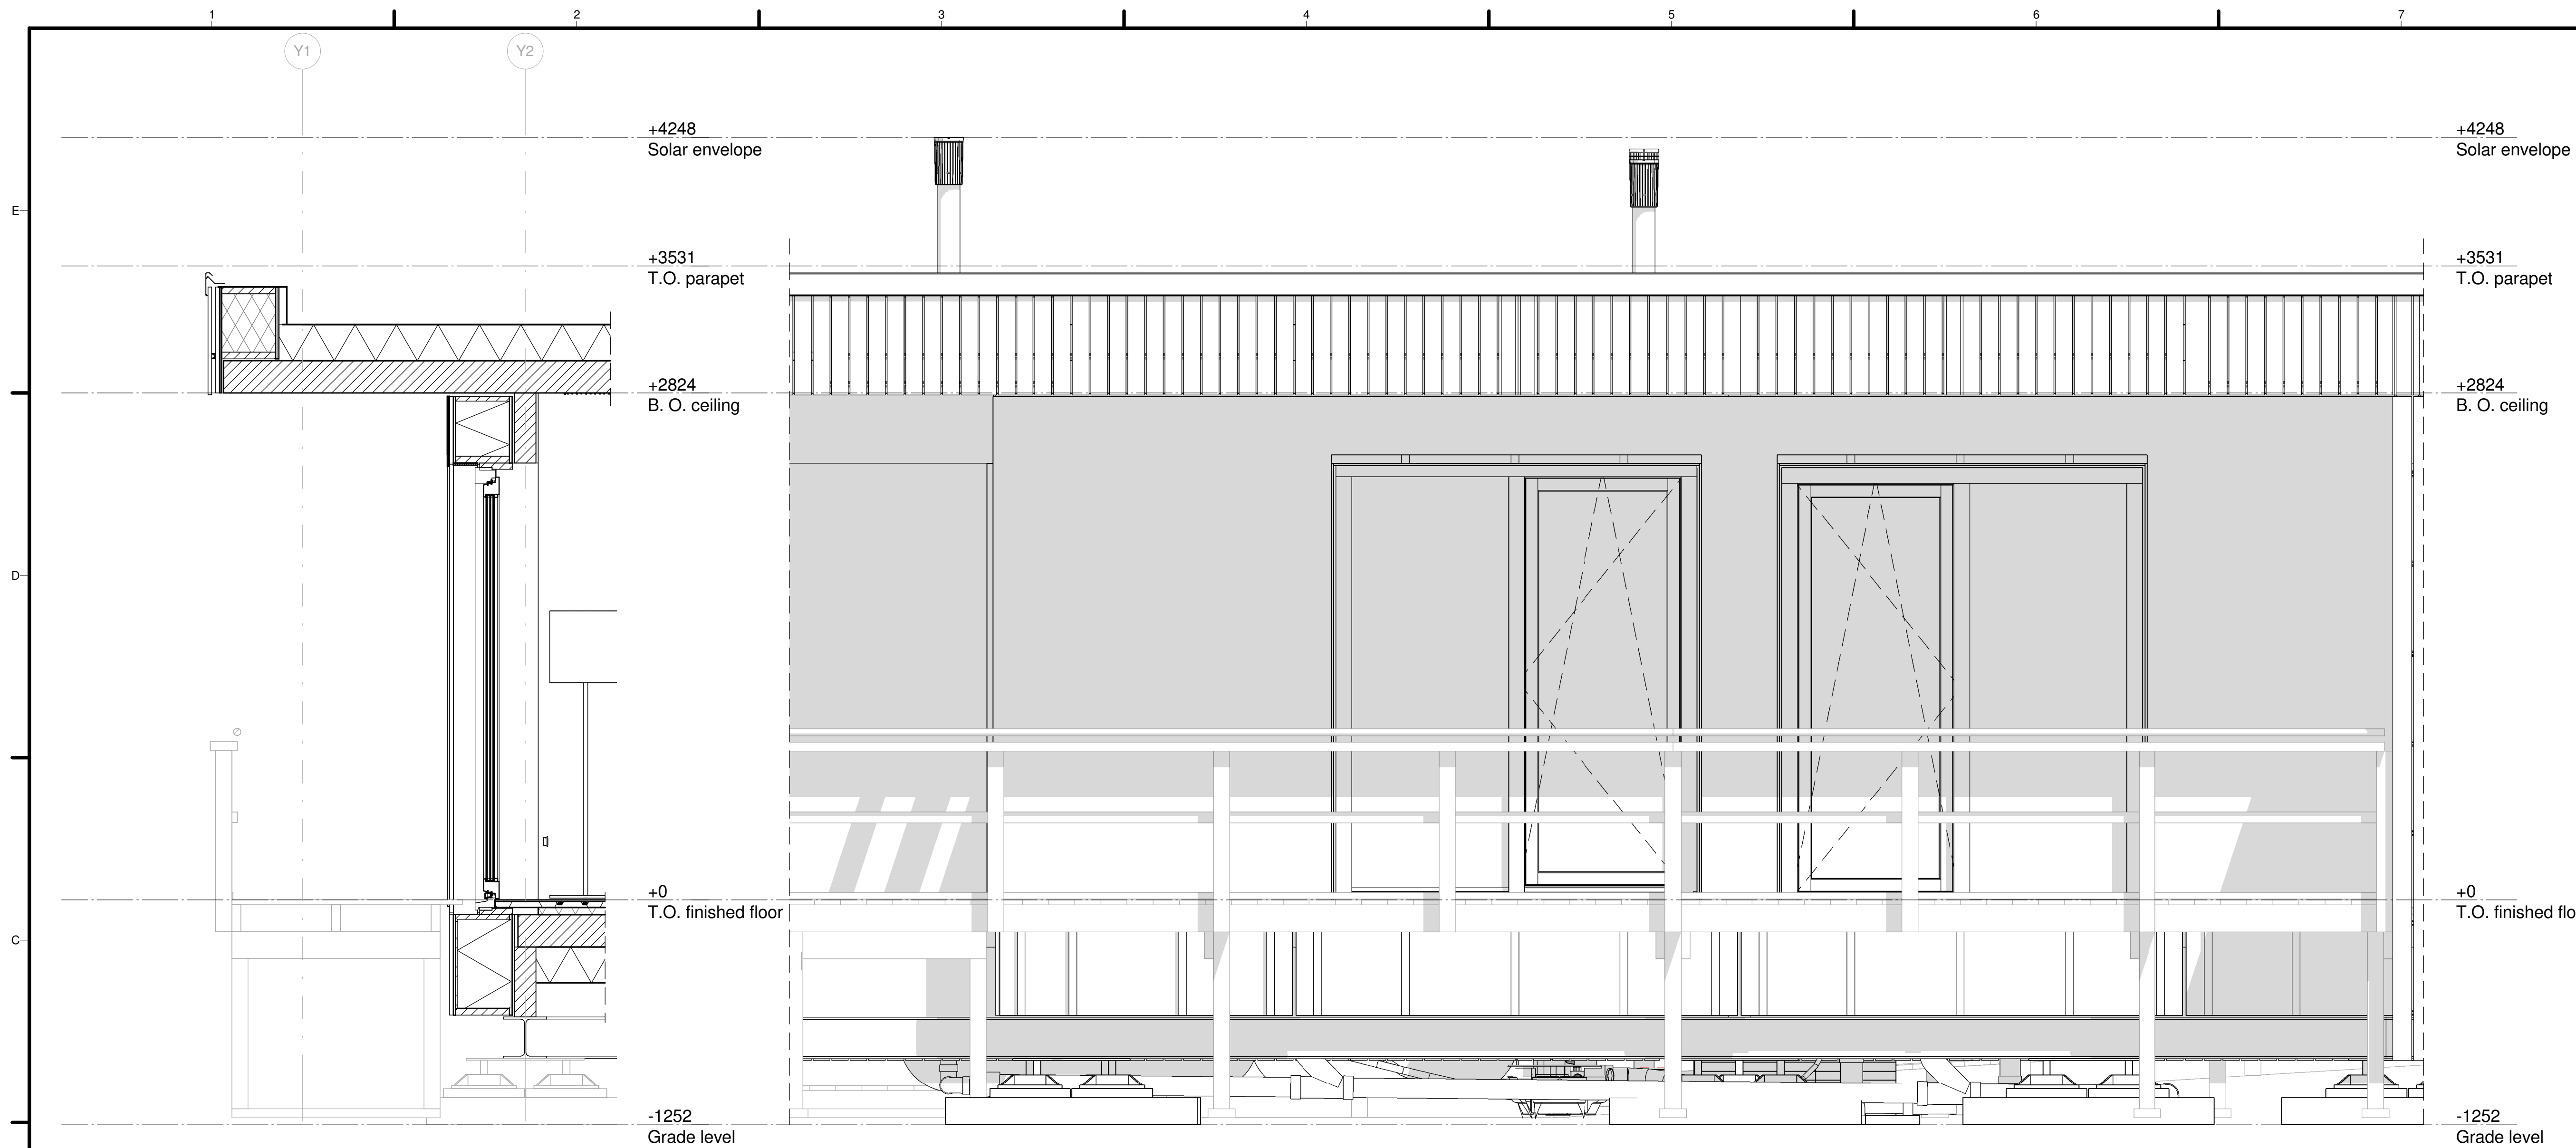 1 2 3 4 5 6 7
Y1 Y2
+4248 +4248
Solar envelope Solar envelope
E
+3531 +3531
T.O. parapet T.O. parapet
+2824 +2824
B. O. ceiling B. O. ceiling
D
+0 +0
T.O. finished floor T.O. finished flo
C
-1252 -1252
Grade level Grade level